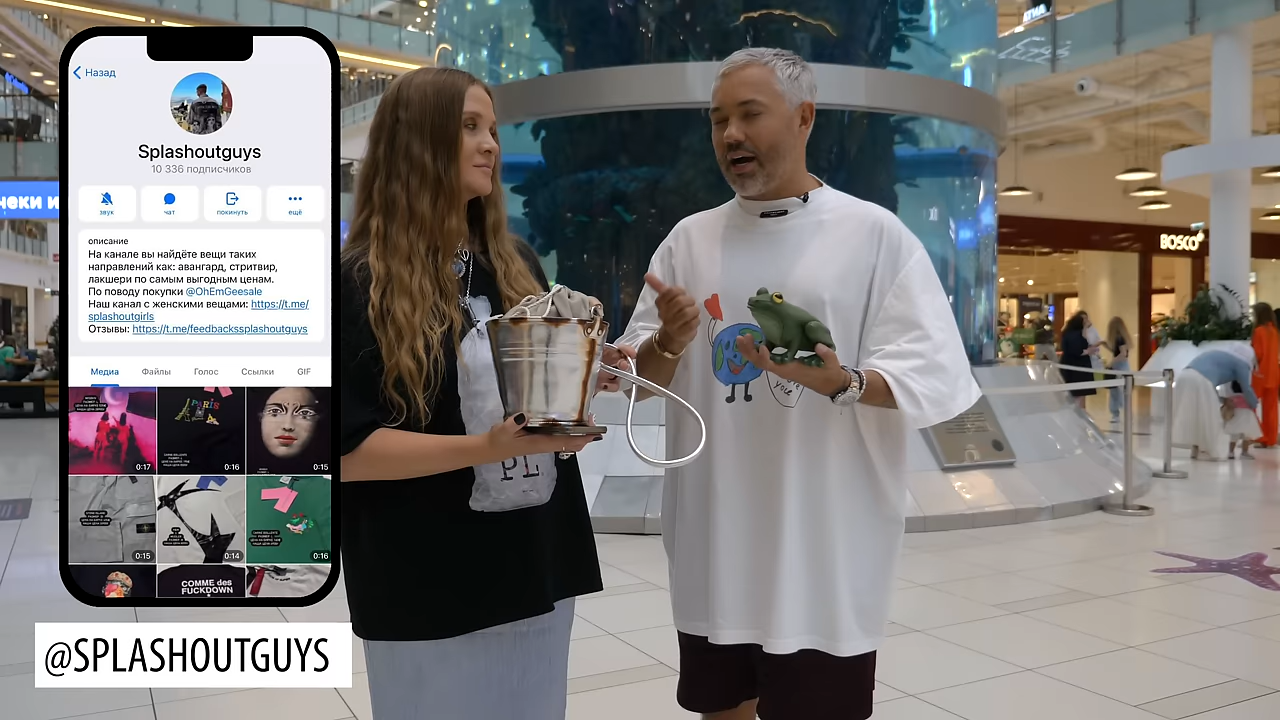 Назад
Splashoutguys
10 336 подписчиков
звук
чат
покинуть
ещё
описание
На канале вы найдёте вещи таких
направлений как: авангард, стритвир,
лакшери по самым выгодным ценам.
По поводу покупки @OhEmGeesale
Наш канал с женскими вещами: https://t.me/
splashoutgirls
Отзывы: https://t.me/feedbackssplashoutguys
Медиа
Файлы
Голос
Ссылки
GIF
PARIS
0:17
0:16
0:15
0:15
0:14
0:16
COMME des
FUCKDOWN
@SPLASHOUTGUYS
PL
BOSCO